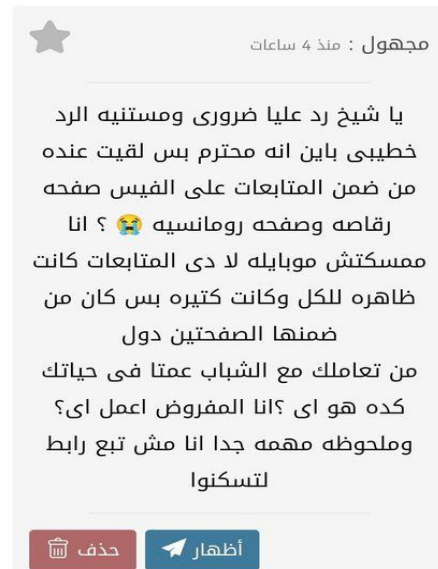 مجهول : منذ 4 ساعات
يا شيخ رد عليا ضرورى ومستنيه الرد
خطيبى باين انه محترم بس لقيت عنده
من ضمن المتابعات على الفيس صفحه
رقاصه وصفحه رومانسيه 😭 ؟ انا
ممسكتش موبايله لا دى المتابعات كانت
ظاهره للكل وكانت كتيره بس كان من
ضمنها الصفحتين دول
من تعاملك مع الشباب عمتا فى حياتك
كده هو اى ؟انا المفروض اعمل اى؟
وملحوظه مهمه جدا انا مش تبع رابط
لتسكنوا
أظهار
حذف